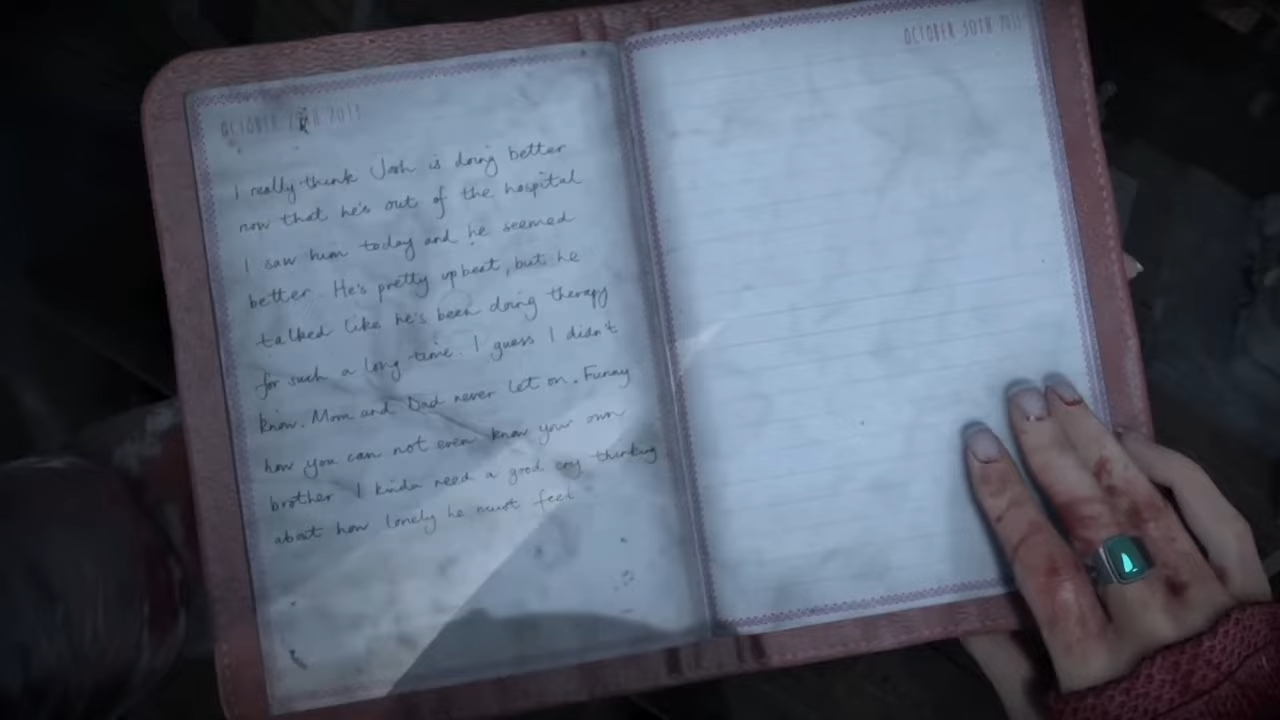 OCTOBER 2013
I really think Josh is doing better
now that he's out of the hospital
I saw him today and he seemed
better. He's pretty upbeat, but he
talked like he's been doing therapy
for such a long time. I guess I didn't
know. Mom and Dad never let on. Funny
how you can not even know your own
brother I kinda need a good cry thinking
about how lonely he must feel
OCTOBER 30TH 2013